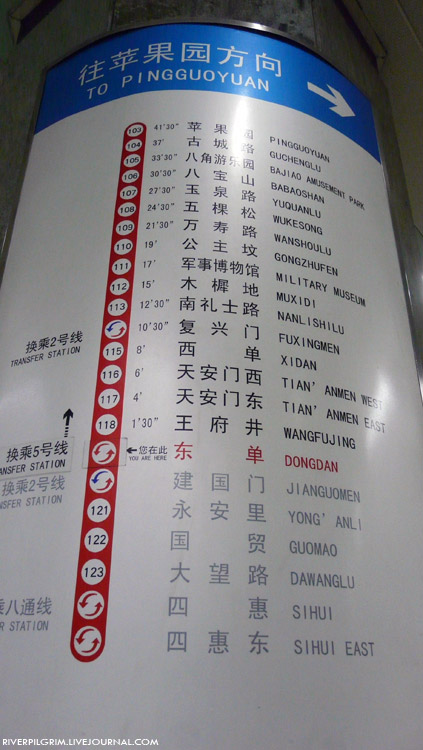 往苹果园方向
TO PINGGUOYUAN
103 41'30" 苹果园 PINGGUOYUAN
104 37' 古城路 GUCHENGLU
105 33'30" 八角游乐园 BAJIAO AMUSEMENT PARK
106 30'30" 八宝山 BABAOSHAN
107 27'30" 玉泉路 YUQUANLU
108 24'30" 五棵松 WUKESONG
109 21'30" 万寿路 WANSHOULU
110 19' 公主坟 GONGZHUFEN
111 17' 军事博物馆 MILITARY MUSEUM
112 15' 木樨地 MUXIDI
113 12'30" 南礼士路 NANLISHILU
换乘2号线 10'30" 复兴门 FUXINGMEN
TRANSFER STATION
115 8' 西单 XIDAN
116 6' 天安门西 TIAN'ANMEN WEST
117 4' 天安门东 TIAN'ANMEN EAST
118 1'30" 王府井 WANGFUJING
换乘5号线 您在此 东单 DONGDAN
ANSFER STATION YOU ARE HERE
换乘2号线 建国门 JIANGUOMEN
NSFER STATION
121 永安里 YONG'ANLI
122 国贸 GUOMAO
123 大望路 DAWANGLU
乘八通线 四惠 SIHUI
ER STATION
四惠东 SIHUI EAST
RIVERPILGRIM.LIVEJOURNAL.COM